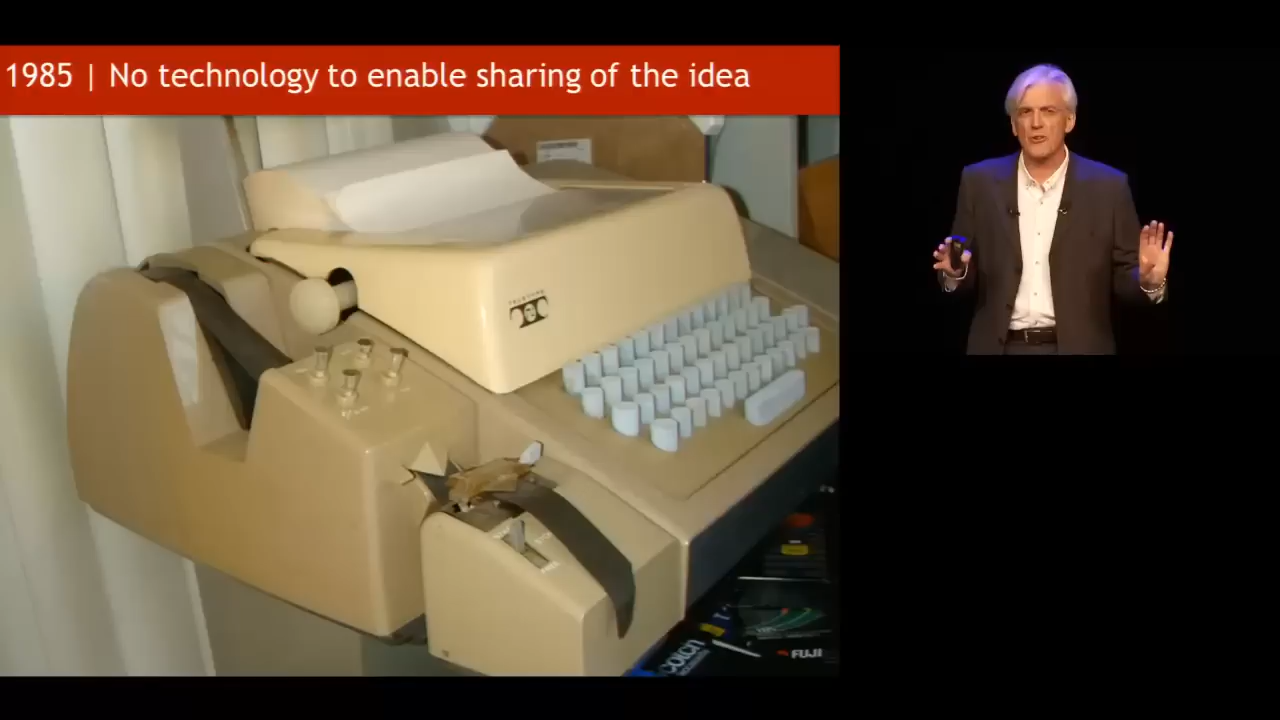 1985 | No technology to enable sharing of the idea
FUJI